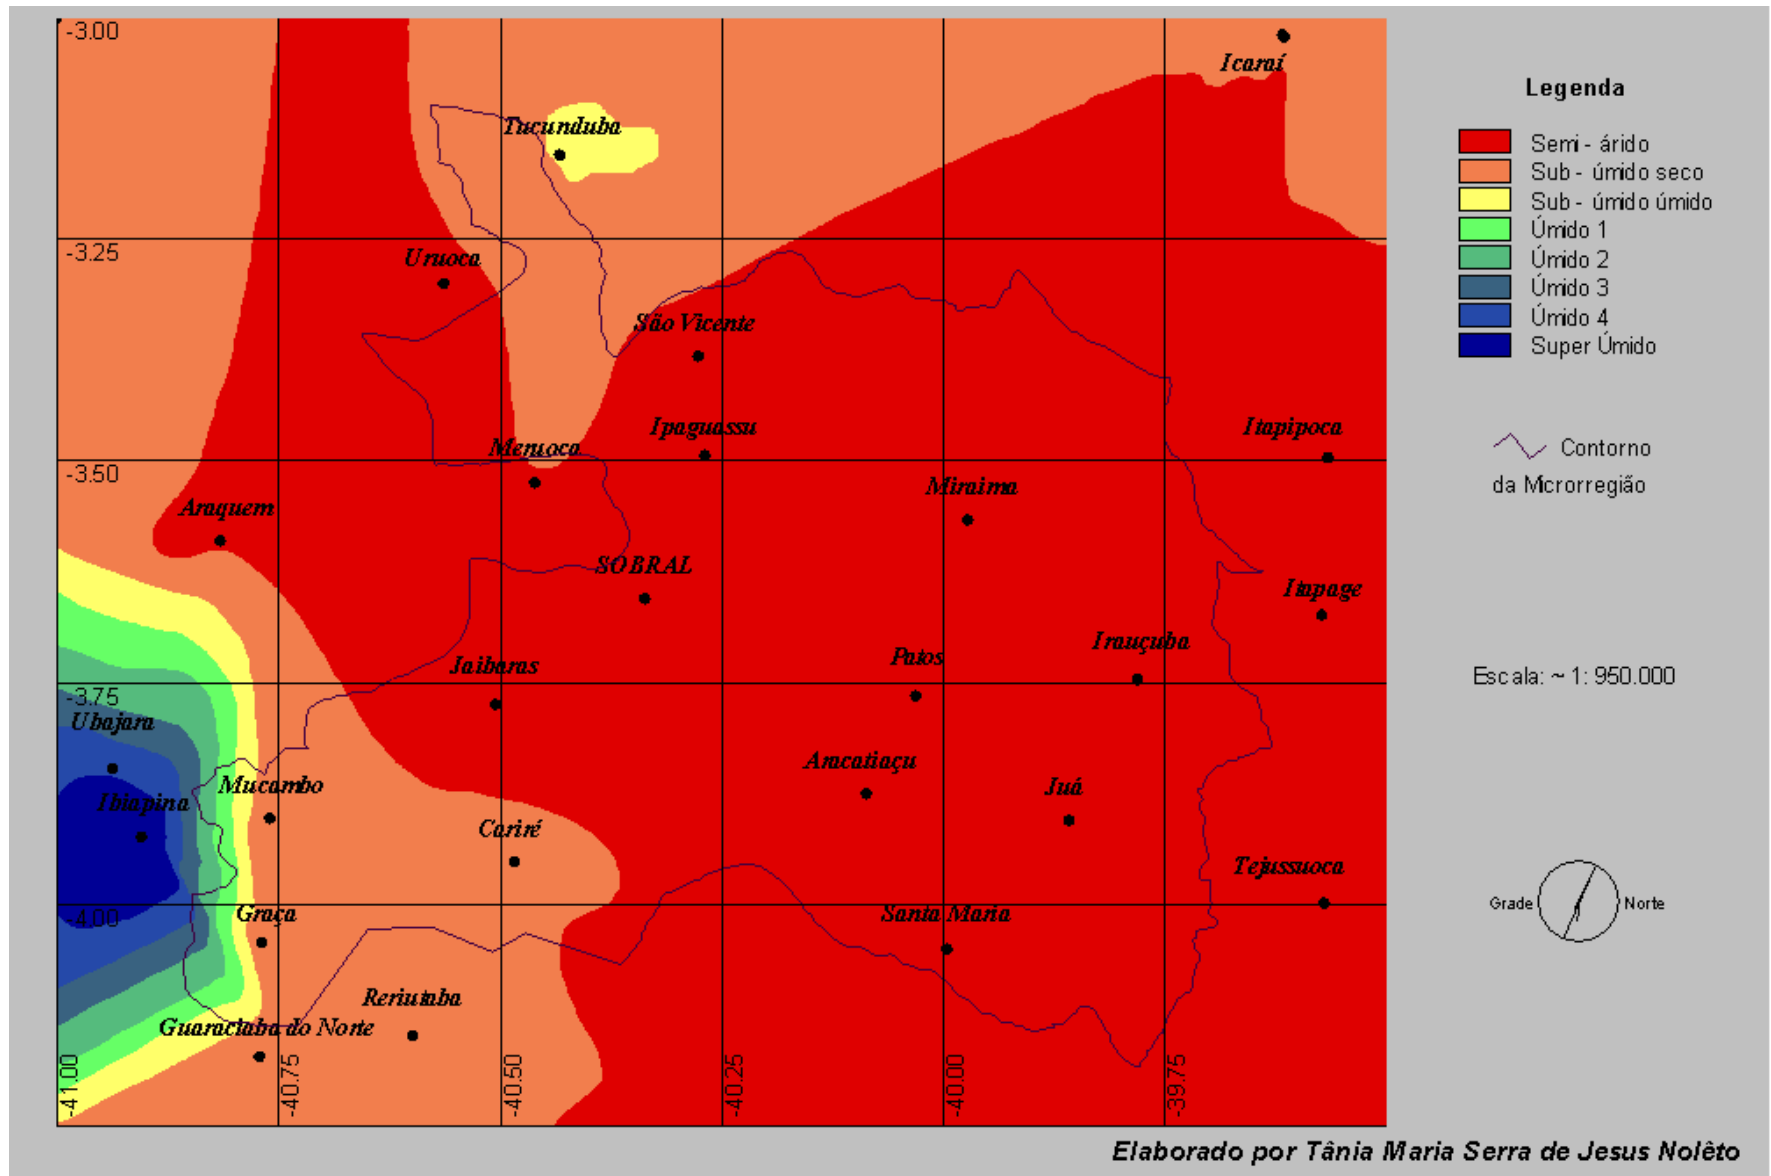 -3.00
Icaraí
Tucunduba
-3.25
Uruoca
São Vicente
Ipaguassu
Itapipoca
Meruoca
-3.50
Miraima
Araquem
SOBRAL
Itapage
Irauçuba
Patos
Jaibaras
-3.75
Ubajara
Aracatiaçu
Mucambo
Juá
Ibiapina
Cariré
Tejussuoca
-4.00
Graça
Santa Maria
Reriutaba
Guaraciaba do Norte
-41.00
-40.75
-40.50
-40.25
-40.00
-39.75
Legenda
Semi - árido
Sub - úmido seco
Sub - úmido úmido
Úmido 1
Úmido 2
Úmido 3
Úmido 4
Super Úmido
Contorno
da Microrregião
Escala: ~ 1: 950.000
Grade Norte
Elaborado por Tânia Maria Serra de Jesus Nolêto